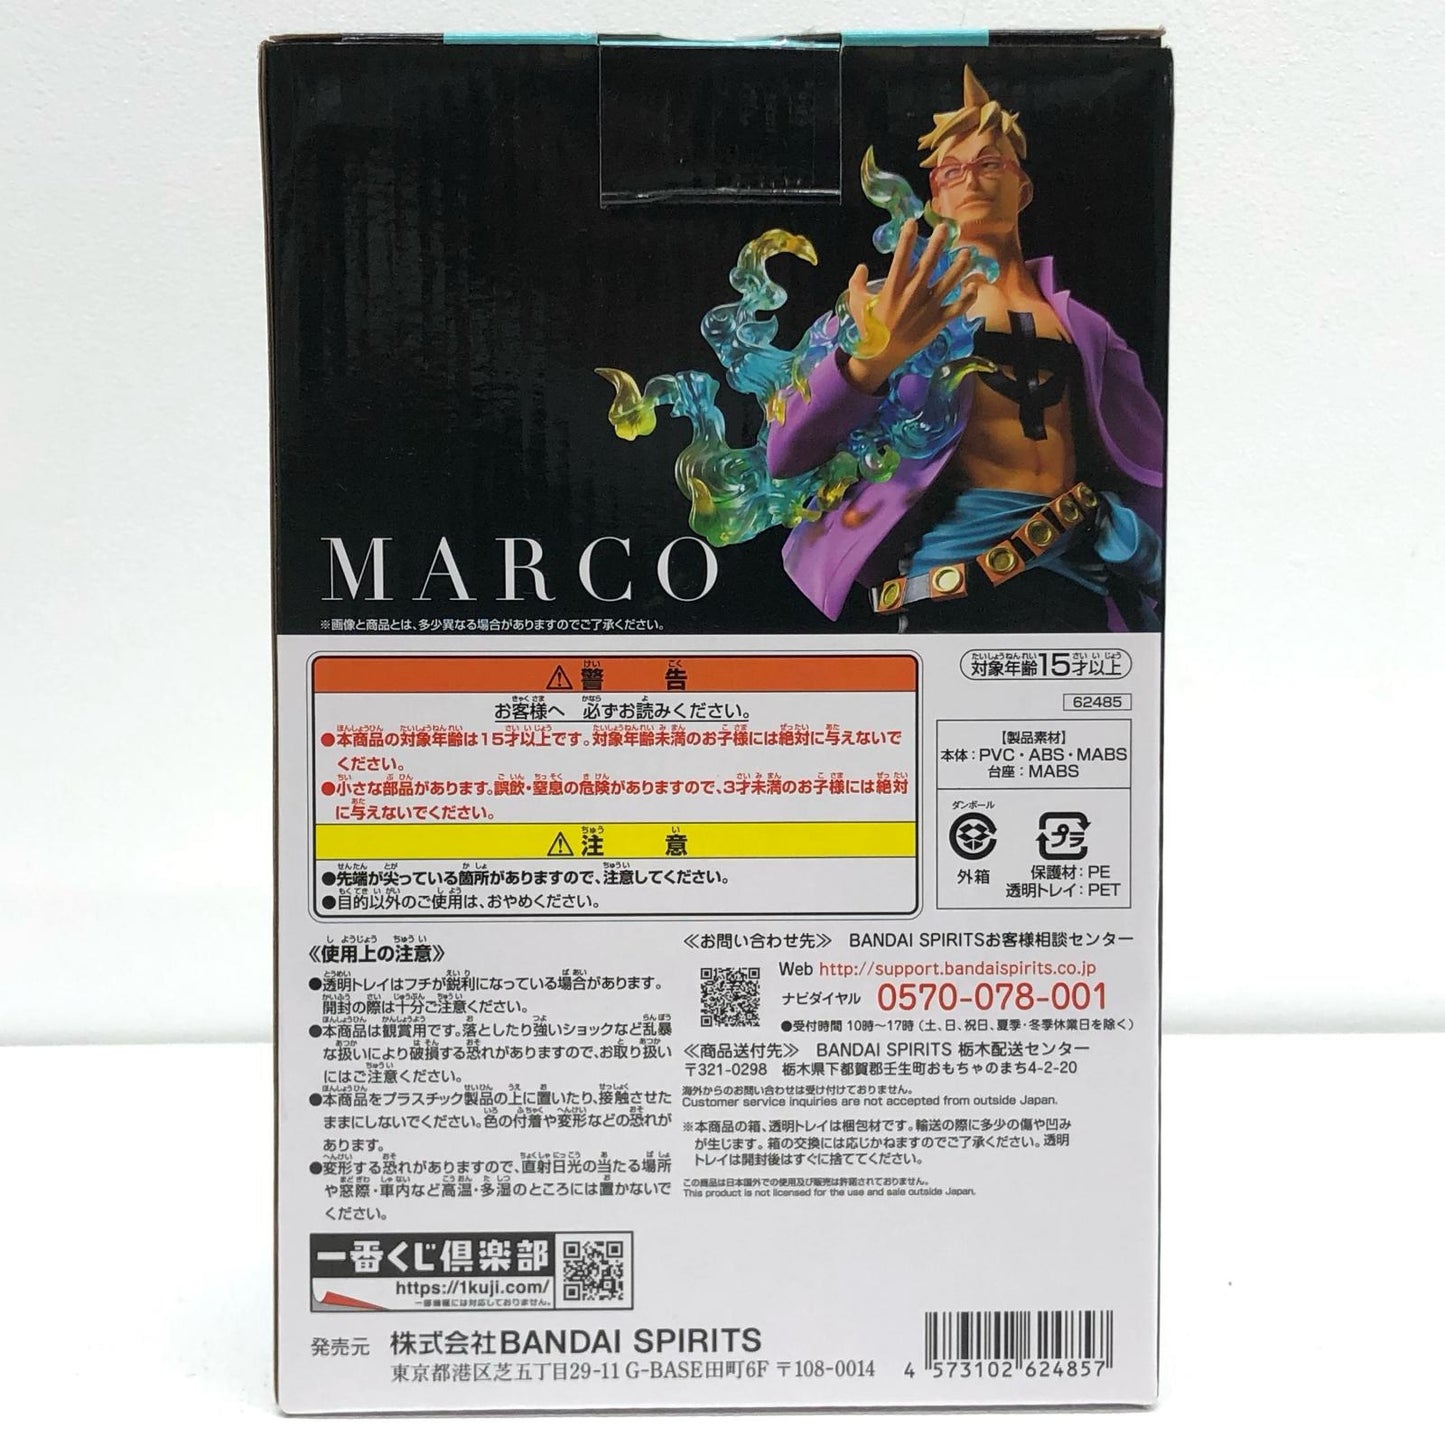 MARCO
※画像と商品とは、多少異なる場合がありますのでご了承ください。
警告
お客様へ 必ずお読みください。
●本商品の対象年齢は15才以上です。対象年齢未満のお子様には絶対に与えないで
ください。
●小さな部品があります。誤飲・窒息の危険がありますので、3才未満のお子様には絶対
に与えないでください。
注意
●先端が尖っている箇所がありますので、注意してください。
●目的以外のご使用は、おやめください。
対象年齢15才以上
62485
【製品素材】
本体：PVC・ABS・MABS
台座：MABS
ダンボール
外箱
プラ
保護材：PE
透明トレイ：PET
《使用上の注意》
●透明トレイはフチが鋭利になっている場合があります。
開封の際は十分ご注意ください。
●本商品は観賞用です。落としたり強いショックなど乱暴
な扱いにより破損する恐れがありますので、お取り扱い
にはご注意ください。
●本商品をプラスチック製品の上に置いたり、接触させた
ままにしないでください。色の付着や変形などの恐れが
あります。
●変形する恐れがありますので、直射日光の当たる場所
や窓際・車内など高温・多湿のところには置かないで
ください。
≪お問い合わせ先≫ BANDAI SPIRITSお客様相談センター
Web http://support.bandaispirits.co.jp
ナビダイヤル 0570-078-001
●受付時間 10時～17時（土、日、祝日、夏季・冬季休業日を除く）
≪商品送付先≫ BANDAI SPIRITS 栃木配送センター
〒321-0298 栃木県下都賀郡壬生町おもちゃのまち4-2-20
海外からのお問い合わせは受け付けておりません。
Customer service inquiries are not accepted from outside Japan.
※本商品の箱、透明トレイは梱包材です。輸送の際に多少の傷や凹み
が生じます。箱の交換には応じかねますのでご了承ください。透明
トレイは開封後はすぐに捨ててください。
この商品は日本国外での使用及び販売は許諾されておりません。
This product is not licensed for the use and sale outside Japan.
一番くじ倶楽部
https://1kuji.com/
一部機種には対応しておりません。
発売元 株式会社BANDAI SPIRITS
東京都港区芝五丁目29-11 G-BASE田町6F 〒108-0014
4 573102 624857